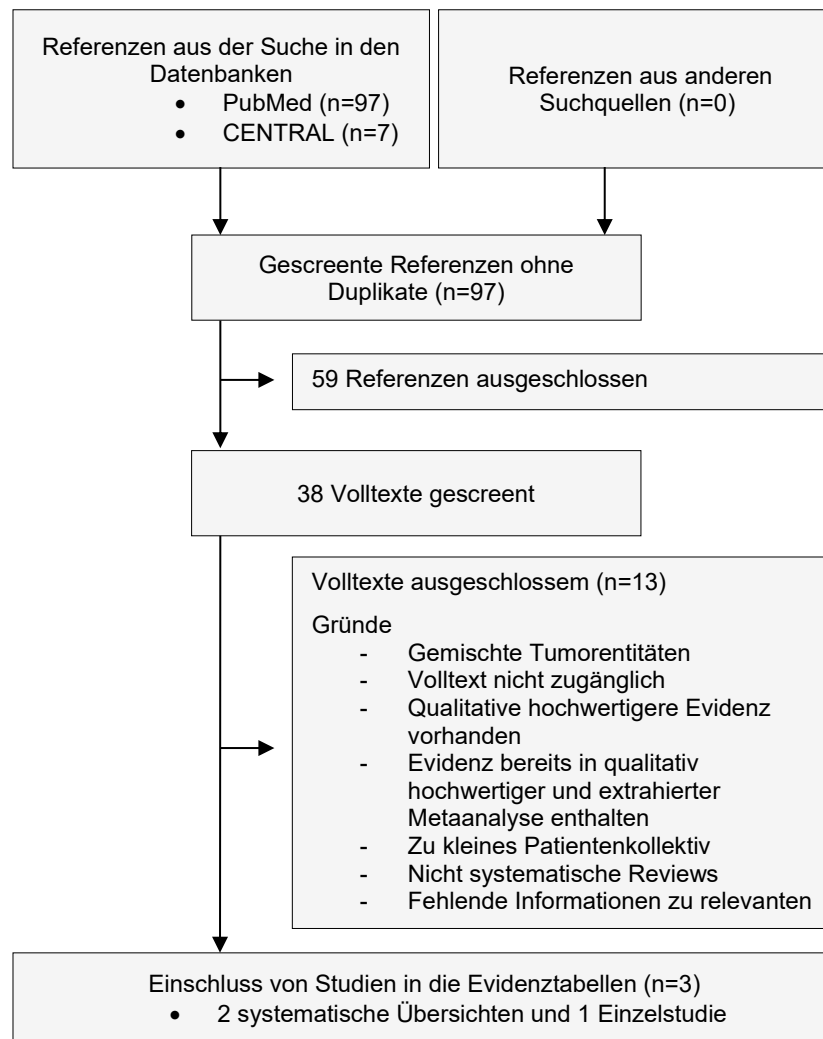 Referenzen aus der Suche in den
Datenbanken
• PubMed (n=97)
• CENTRAL (n=7)
Referenzen aus anderen
Suchquellen (n=0)
Gescreente Referenzen ohne
Duplikate (n=97)
59 Referenzen ausgeschlossen
38 Volltexte gescreent
Volltexte ausgeschlossem (n=13)
Gründe
- Gemischte Tumorentitäten
- Volltext nicht zugänglich
- Qualitative hochwertigere Evidenz
vorhanden
- Evidenz bereits in qualitativ
hochwertiger und extrahierter
Metaanalyse enthalten
- Zu kleines Patientenkollektiv
- Nicht systematische Reviews
- Fehlende Informationen zu relevanten
Einschluss von Studien in die Evidenztabellen (n=3)
• 2 systematische Übersichten und 1 Einzelstudie